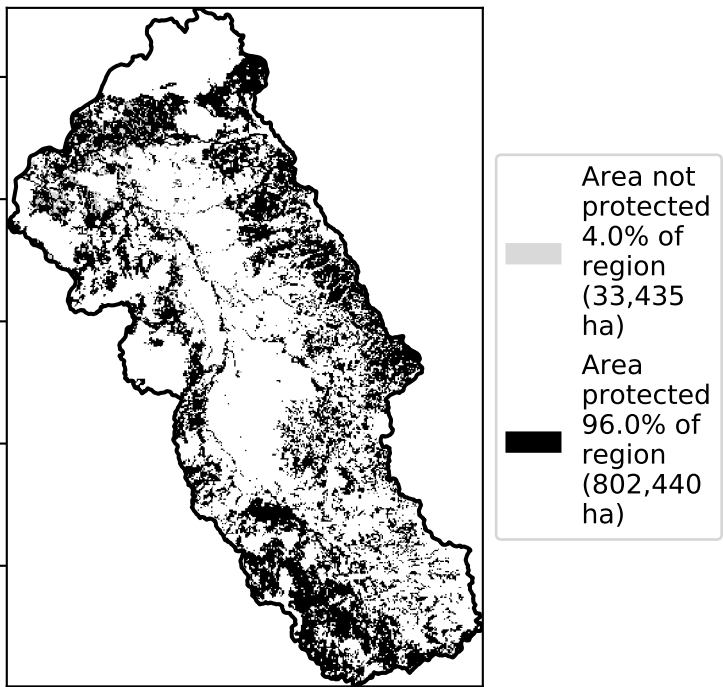 Area not
protected
4.0% of
region
(33,435
ha)
Area
protected
96.0% of
region
(802,440
ha)